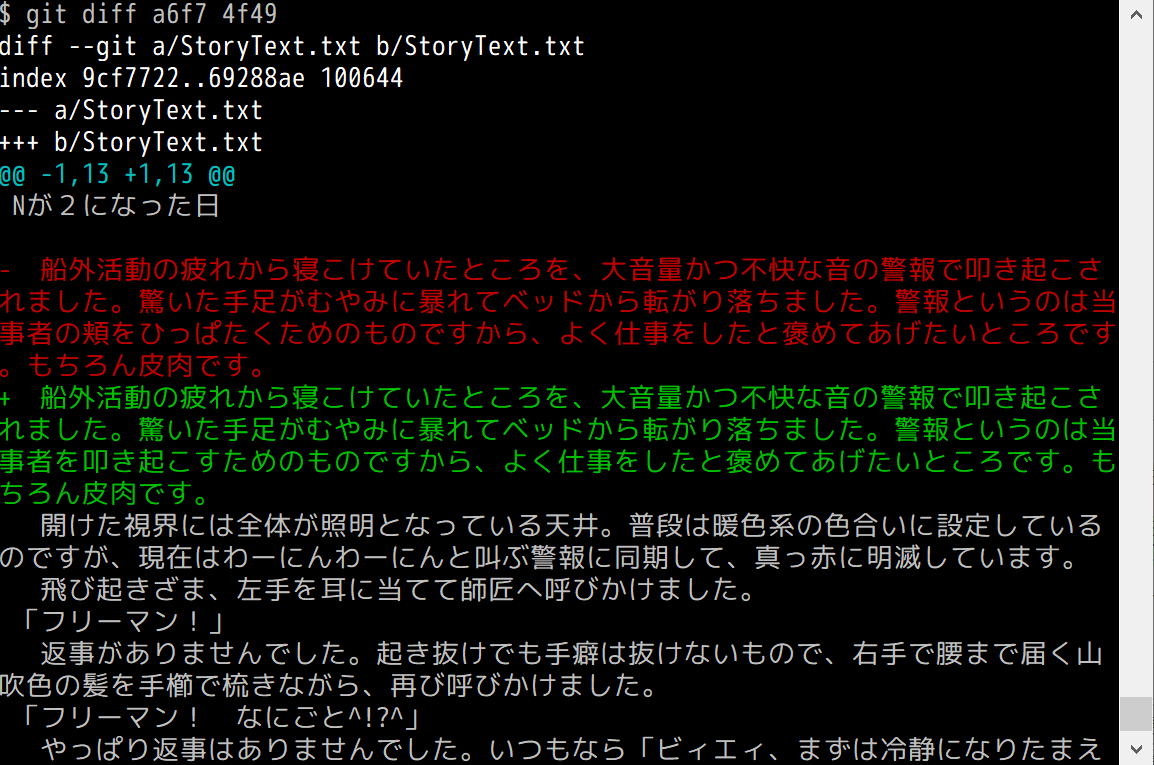 $ git diff a6f7 4f49
diff --git a/StoryText.txt b/StoryText.txt
index 9cf7722..69288ae 100644
--- a/StoryText.txt
+++ b/StoryText.txt
@@ -1,13 +1,13 @@
 Nが２になった日
-　船外活動の疲れから寝こけていたところを、大音量かつ不快な音の警報で叩き起こさ
れました。驚いた手足がむやみに暴れてベッドから転がり落ちました。警報というのは当
事者の頬をひっぱたくためのものですから、よく仕事をしたと褒めてあげたいところです
。もちろん皮肉です。
+　船外活動の疲れから寝こけていたところを、大音量かつ不快な音の警報で叩き起こさ
れました。驚いた手足がむやみに暴れてベッドから転がり落ちました。警報というのは当
事者を叩き起こすためのものですから、よく仕事をしたと褒めてあげたいところです。も
ちろん皮肉です。
 　開けた視界には全体が照明となっている天井。普段は暖色系の色合いに設定している
のですが、現在はわーにんわーにんと叫ぶ警報に同期して、真っ赤に明滅しています。
 　飛び起きざま、左手を耳に当てて師匠へ呼びかけました。
 「フリーマン！」
 　返事がありませんでした。起き抜けでも手癖は抜けないもので、右手で腰まで届く山
吹色の髪を手櫛で梳きながら、再び呼びかけました。
 「フリーマン！　なにごと^!?^」
 　やっぱり返事はありませんでした。いつもなら「ビィエィ、まずは冷静になりたまえ